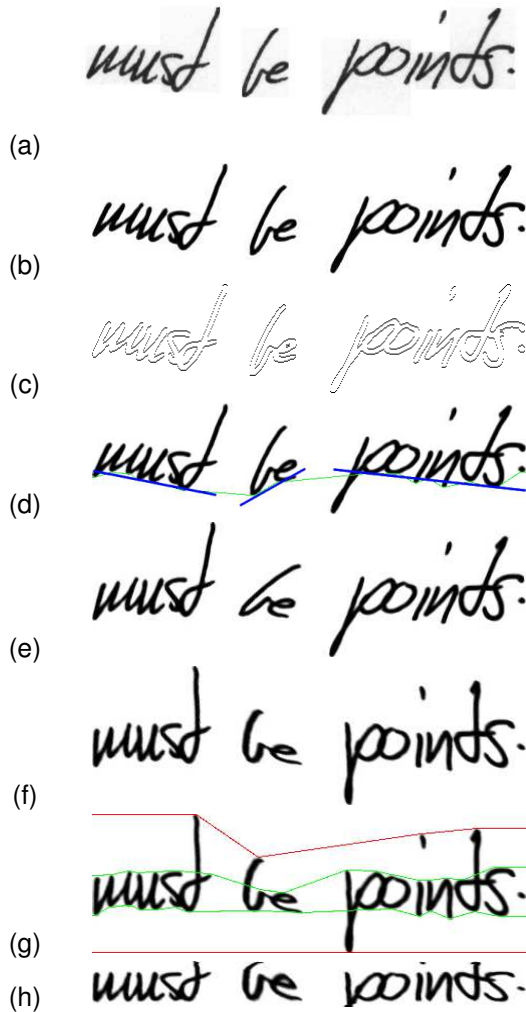 must be points.
(a)
must be points.
(b)
must be points.
(c)
must be points.
(d)
must be points.
(e)
must be points.
(f)
must be points.
(g)
must be points.
(h)